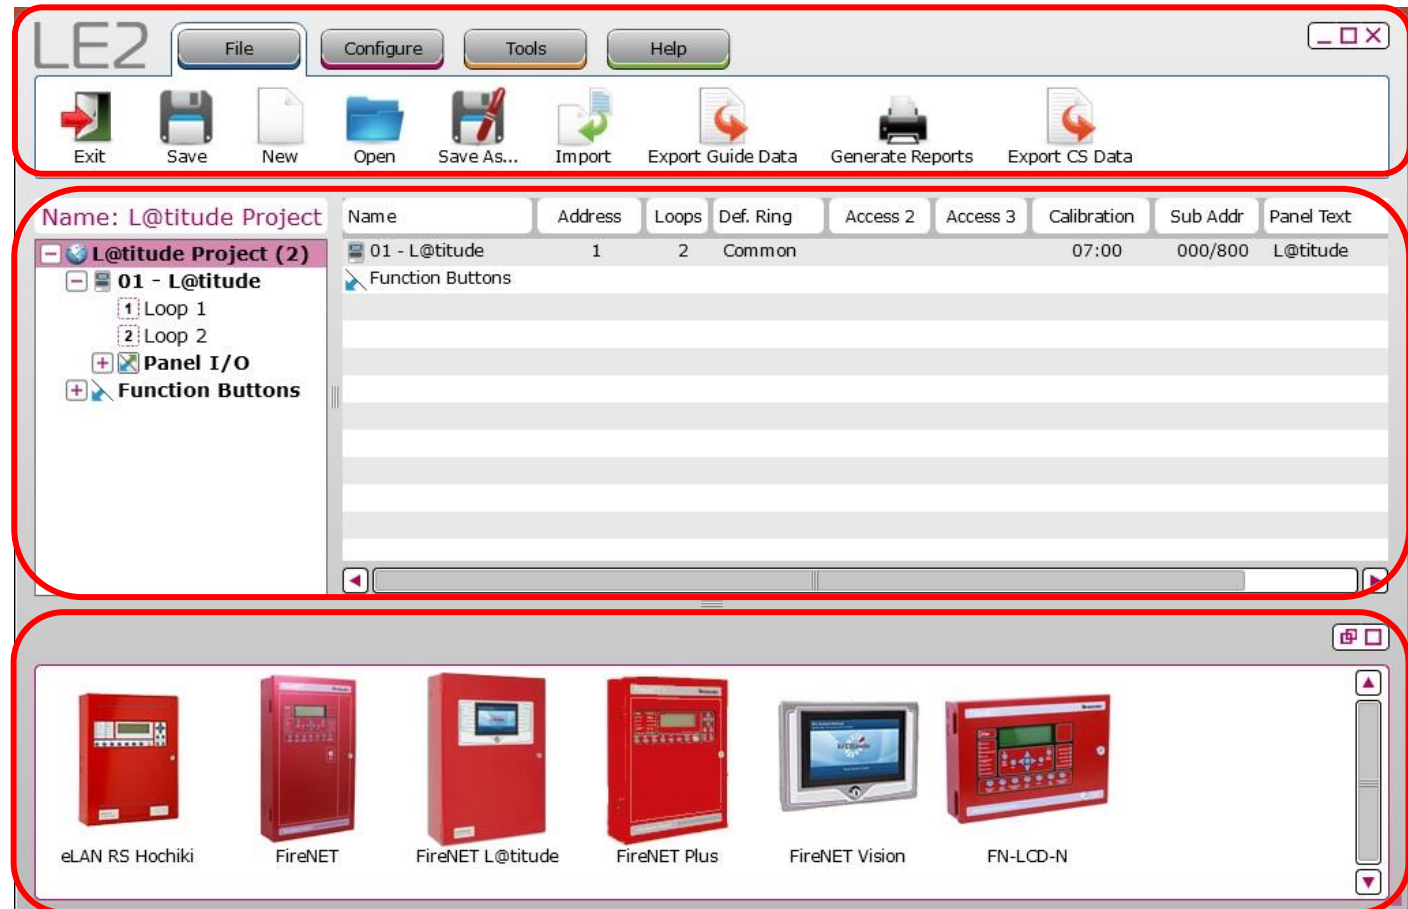 LE2 File Configure Tools Help
Exit Save New Open Save As... Import Export Guide Data Generate Reports Export CS Data
Name: L@titude Project
L@titude Project (2)
01 - L@titude
1 Loop 1
2 Loop 2
Panel I/O
Function Buttons
Name Address Loops Def. Ring Access 2 Access 3 Calibration Sub Addr Panel Text
01 - L@titude 1 2 Common 07:00 000/800 L@titude
Function Buttons
eLAN RS Hochiki FireNET FireNET L@titude FireNET Plus FireNET Vision FN-LCD-N